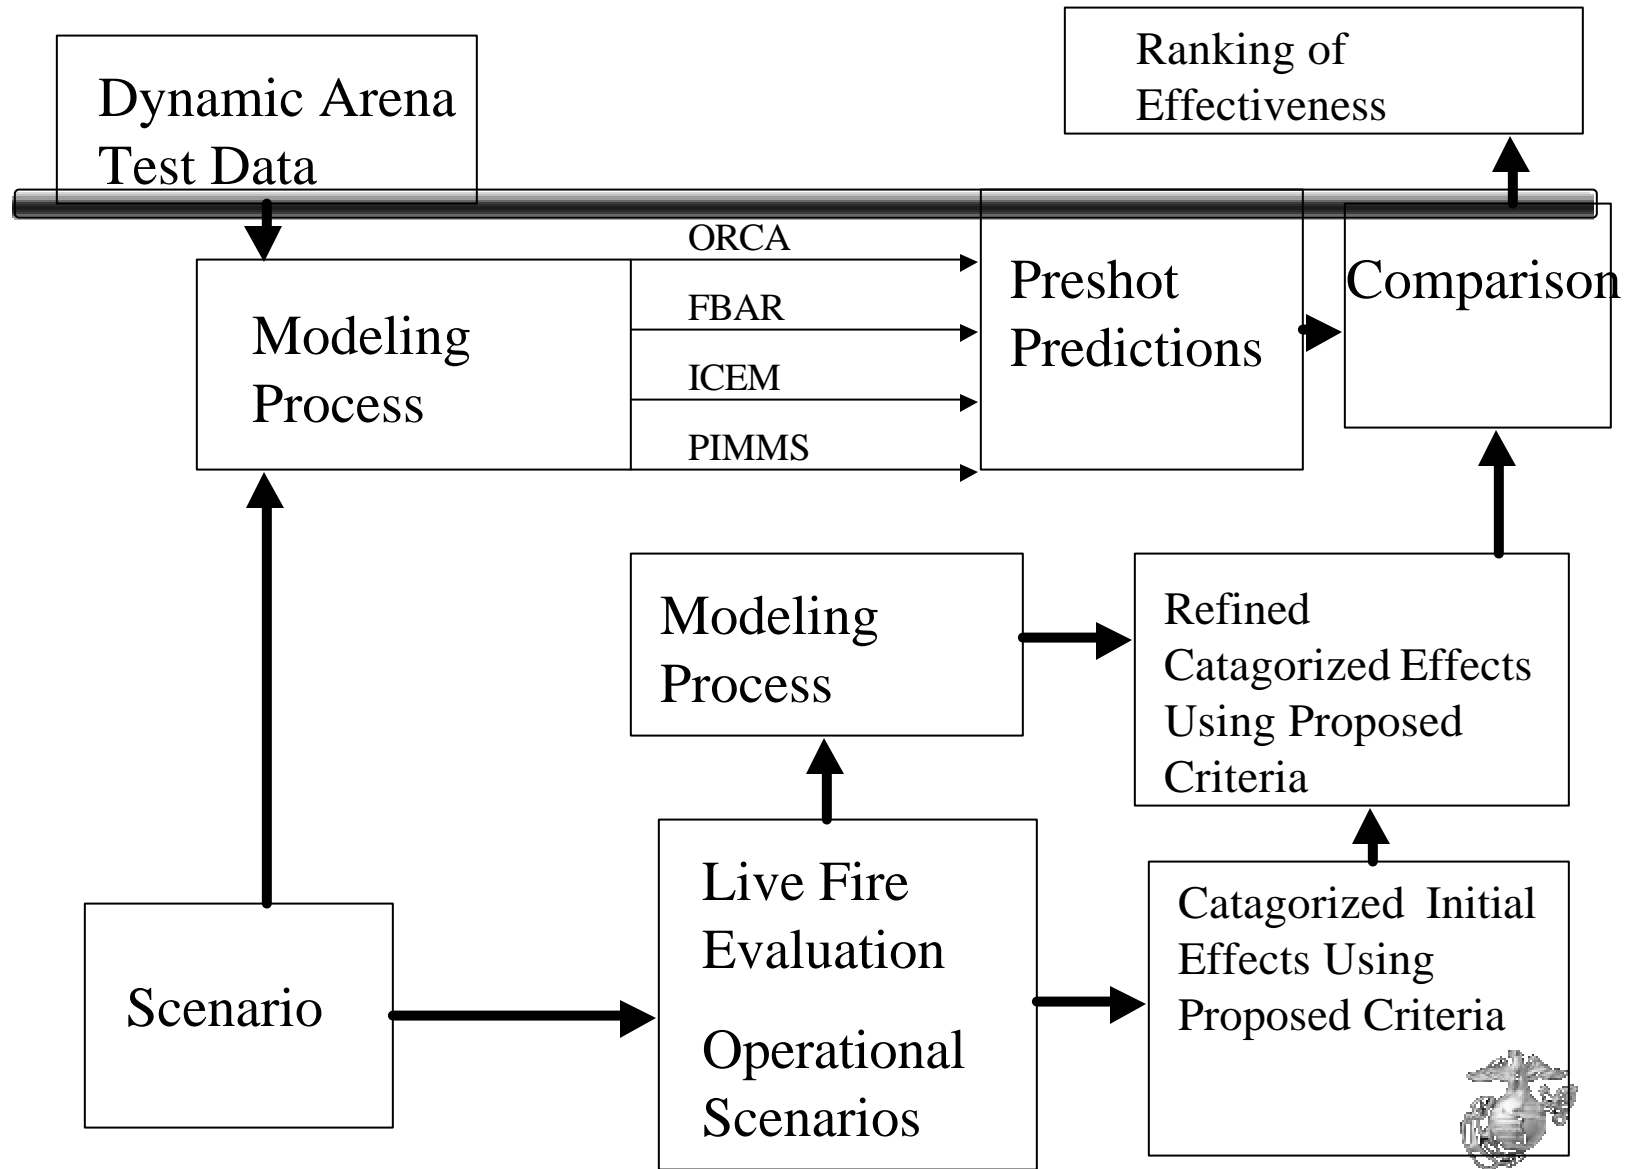 Dynamic Arena
Test Data
Ranking of
Effectiveness
Modeling
Process
ORCA
FBAR
ICEM
PIMMS
Preshot
Predictions
Comparison
Modeling
Process
Refined
Catagorized Effects
Using Proposed
Criteria
Scenario
Live Fire
Evaluation
Operational
Scenarios
Catagorized Initial
Effects Using
Proposed Criteria